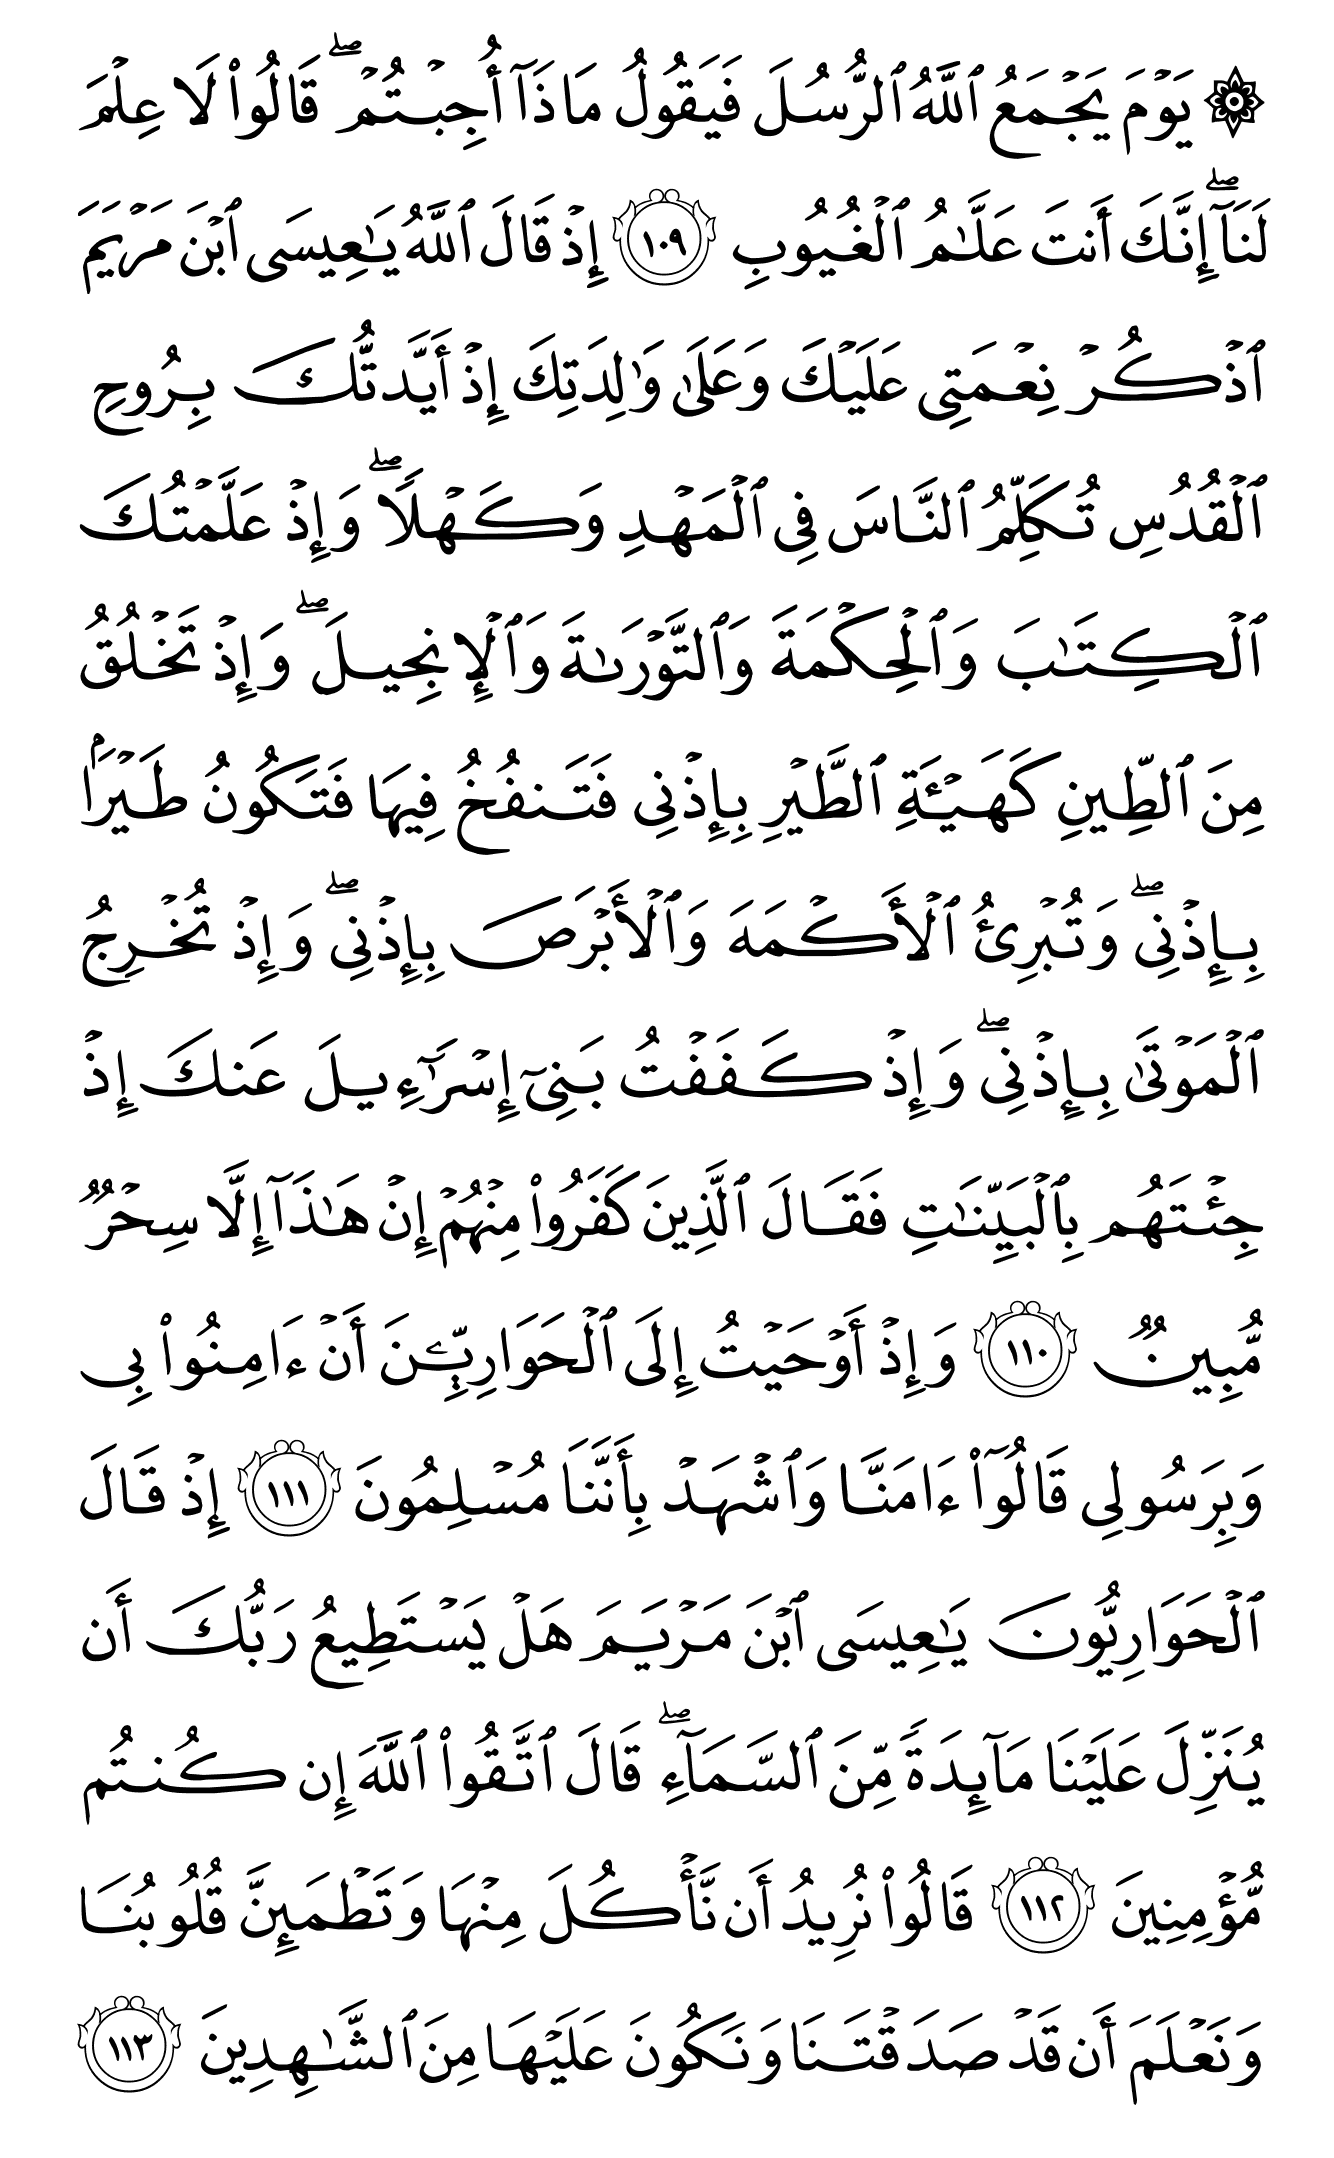 ۞ يَوْمَ يَجْمَعُ ٱللَّهُ ٱلرُّسُلَ فَيَقُولُ مَاذَآ أُجِبْتُمْ ۖ قَالُوا۟ لَا عِلْمَ
لَنَآ ۖ إِنَّكَ أَنتَ عَلَّـٰمُ ٱلْغُيُوبِ ١٠٩ إِذْ قَالَ ٱللَّهُ يَـٰعِيسَى ٱبْنَ مَرْيَمَ
ٱذْكُرْ نِعْمَتِى عَلَيْكَ وَعَلَىٰ وَٰلِدَتِكَ إِذْ أَيَّدتُّكَ بِرُوحِ
ٱلْقُدُسِ تُكَلِّمُ ٱلنَّاسَ فِى ٱلْمَهْدِ وَكَهْلًا ۖ وَإِذْ عَلَّمْتُكَ
ٱلْكِتَـٰبَ وَٱلْحِكْمَةَ وَٱلتَّوْرَىٰةَ وَٱلْإِنجِيلَ ۖ وَإِذْ تَخْلُقُ
مِنَ ٱلطِّينِ كَهَيْـَٔةِ ٱلطَّيْرِ بِإِذْنِى فَتَنفُخُ فِيهَا فَتَكُونُ طَيْرًۢا
بِإِذْنِى ۖ وَتُبْرِئُ ٱلْأَكْمَهَ وَٱلْأَبْرَصَ بِإِذْنِى ۖ وَإِذْ تُخْرِجُ
ٱلْمَوْتَىٰ بِإِذْنِى ۖ وَإِذْ كَفَفْتُ بَنِىٓ إِسْرَٰٓءِيلَ عَنكَ إِذْ
جِئْتَهُم بِٱلْبَيِّنَـٰتِ فَقَالَ ٱلَّذِينَ كَفَرُوا۟ مِنْهُمْ إِنْ هَـٰذَآ إِلَّا سِحْرٌ
مُّبِينٌ ١١٠ وَإِذْ أَوْحَيْتُ إِلَى ٱلْحَوَارِيِّـۧنَ أَنْ ءَامِنُوا۟ بِى
وَبِرَسُولِى قَالُوٓا۟ ءَامَنَّا وَٱشْهَدْ بِأَنَّنَا مُسْلِمُونَ ١١١ إِذْ قَالَ
ٱلْحَوَارِيُّونَ يَـٰعِيسَى ٱبْنَ مَرْيَمَ هَلْ يَسْتَطِيعُ رَبُّكَ أَن
يُنَزِّلَ عَلَيْنَا مَآئِدَةً مِّنَ ٱلسَّمَآءِ ۖ قَالَ ٱتَّقُوا۟ ٱللَّهَ إِن كُنتُم
مُّؤْمِنِينَ ١١٢ قَالُوا۟ نُرِيدُ أَن نَّأْكُلَ مِنْهَا وَتَطْمَئِنَّ قُلُوبُنَا
وَنَعْلَمَ أَن قَدْ صَدَقْتَنَا وَنَكُونَ عَلَيْهَا مِنَ ٱلشَّـٰهِدِينَ ١١٣